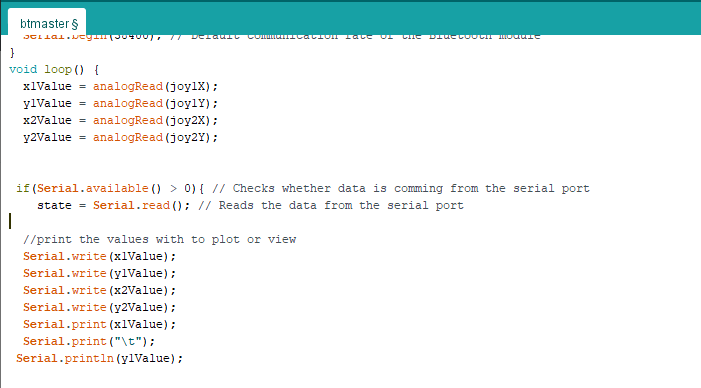 btmaster §
Serial.begin(38400); // Default communication rate of the Bluetooth module
}
void loop() {
x1Value = analogRead(joy1X);
y1Value = analogRead(joy1Y);
x2Value = analogRead(joy2X);
y2Value = analogRead(joy2Y);
if(Serial.available() > 0){ // Checks whether data is comming from the serial port
state = Serial.read(); // Reads the data from the serial port
//print the values with to plot or view
Serial.write(x1Value);
Serial.write(y1Value);
Serial.write(x2Value);
Serial.write(y2Value);
Serial.print(x1Value);
Serial.print("\t");
Serial.println(y1Value);